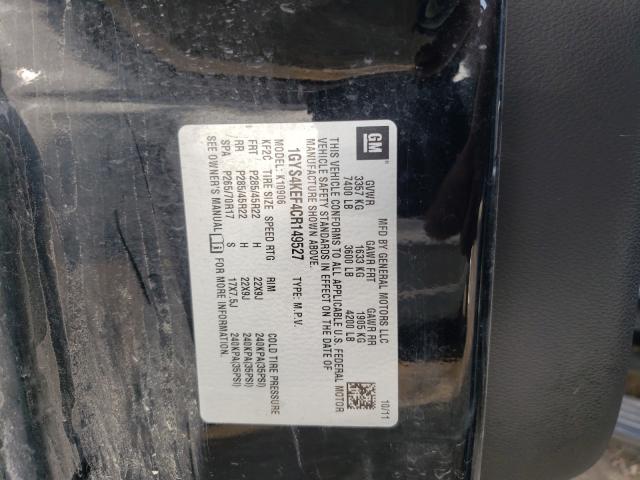 GM
MFD BY GENERAL MOTORS LLC 10/11
GVWR GAWR FRT GAWR RR
3357 KG 1633 KG 1905 KG
7400 LB 3600 LB 4200 LB
THIS VEHICLE CONFORMS TO ALL APPLICABLE U.S. FEDERAL MOTOR
VEHICLE SAFETY STANDARDS IN EFFECT ON THE DATE OF
MANUFACTURE SHOWN ABOVE.
1GYS4KEF4CR149527 TYPE: M.P.V.
MODEL: K10906
KF2C TIRE SIZE SPEED RTG RIM COLD TIRE PRESSURE
FRT P285/45R22 H 22X9J 240KPA(35PSI)
RR P285/45R22 H 22X9J 240KPA(35PSI)
SPA P265/70R17 S 17X7.5J 240KPA(35PSI)
SEE OWNER'S MANUAL FOR MORE INFORMATION.